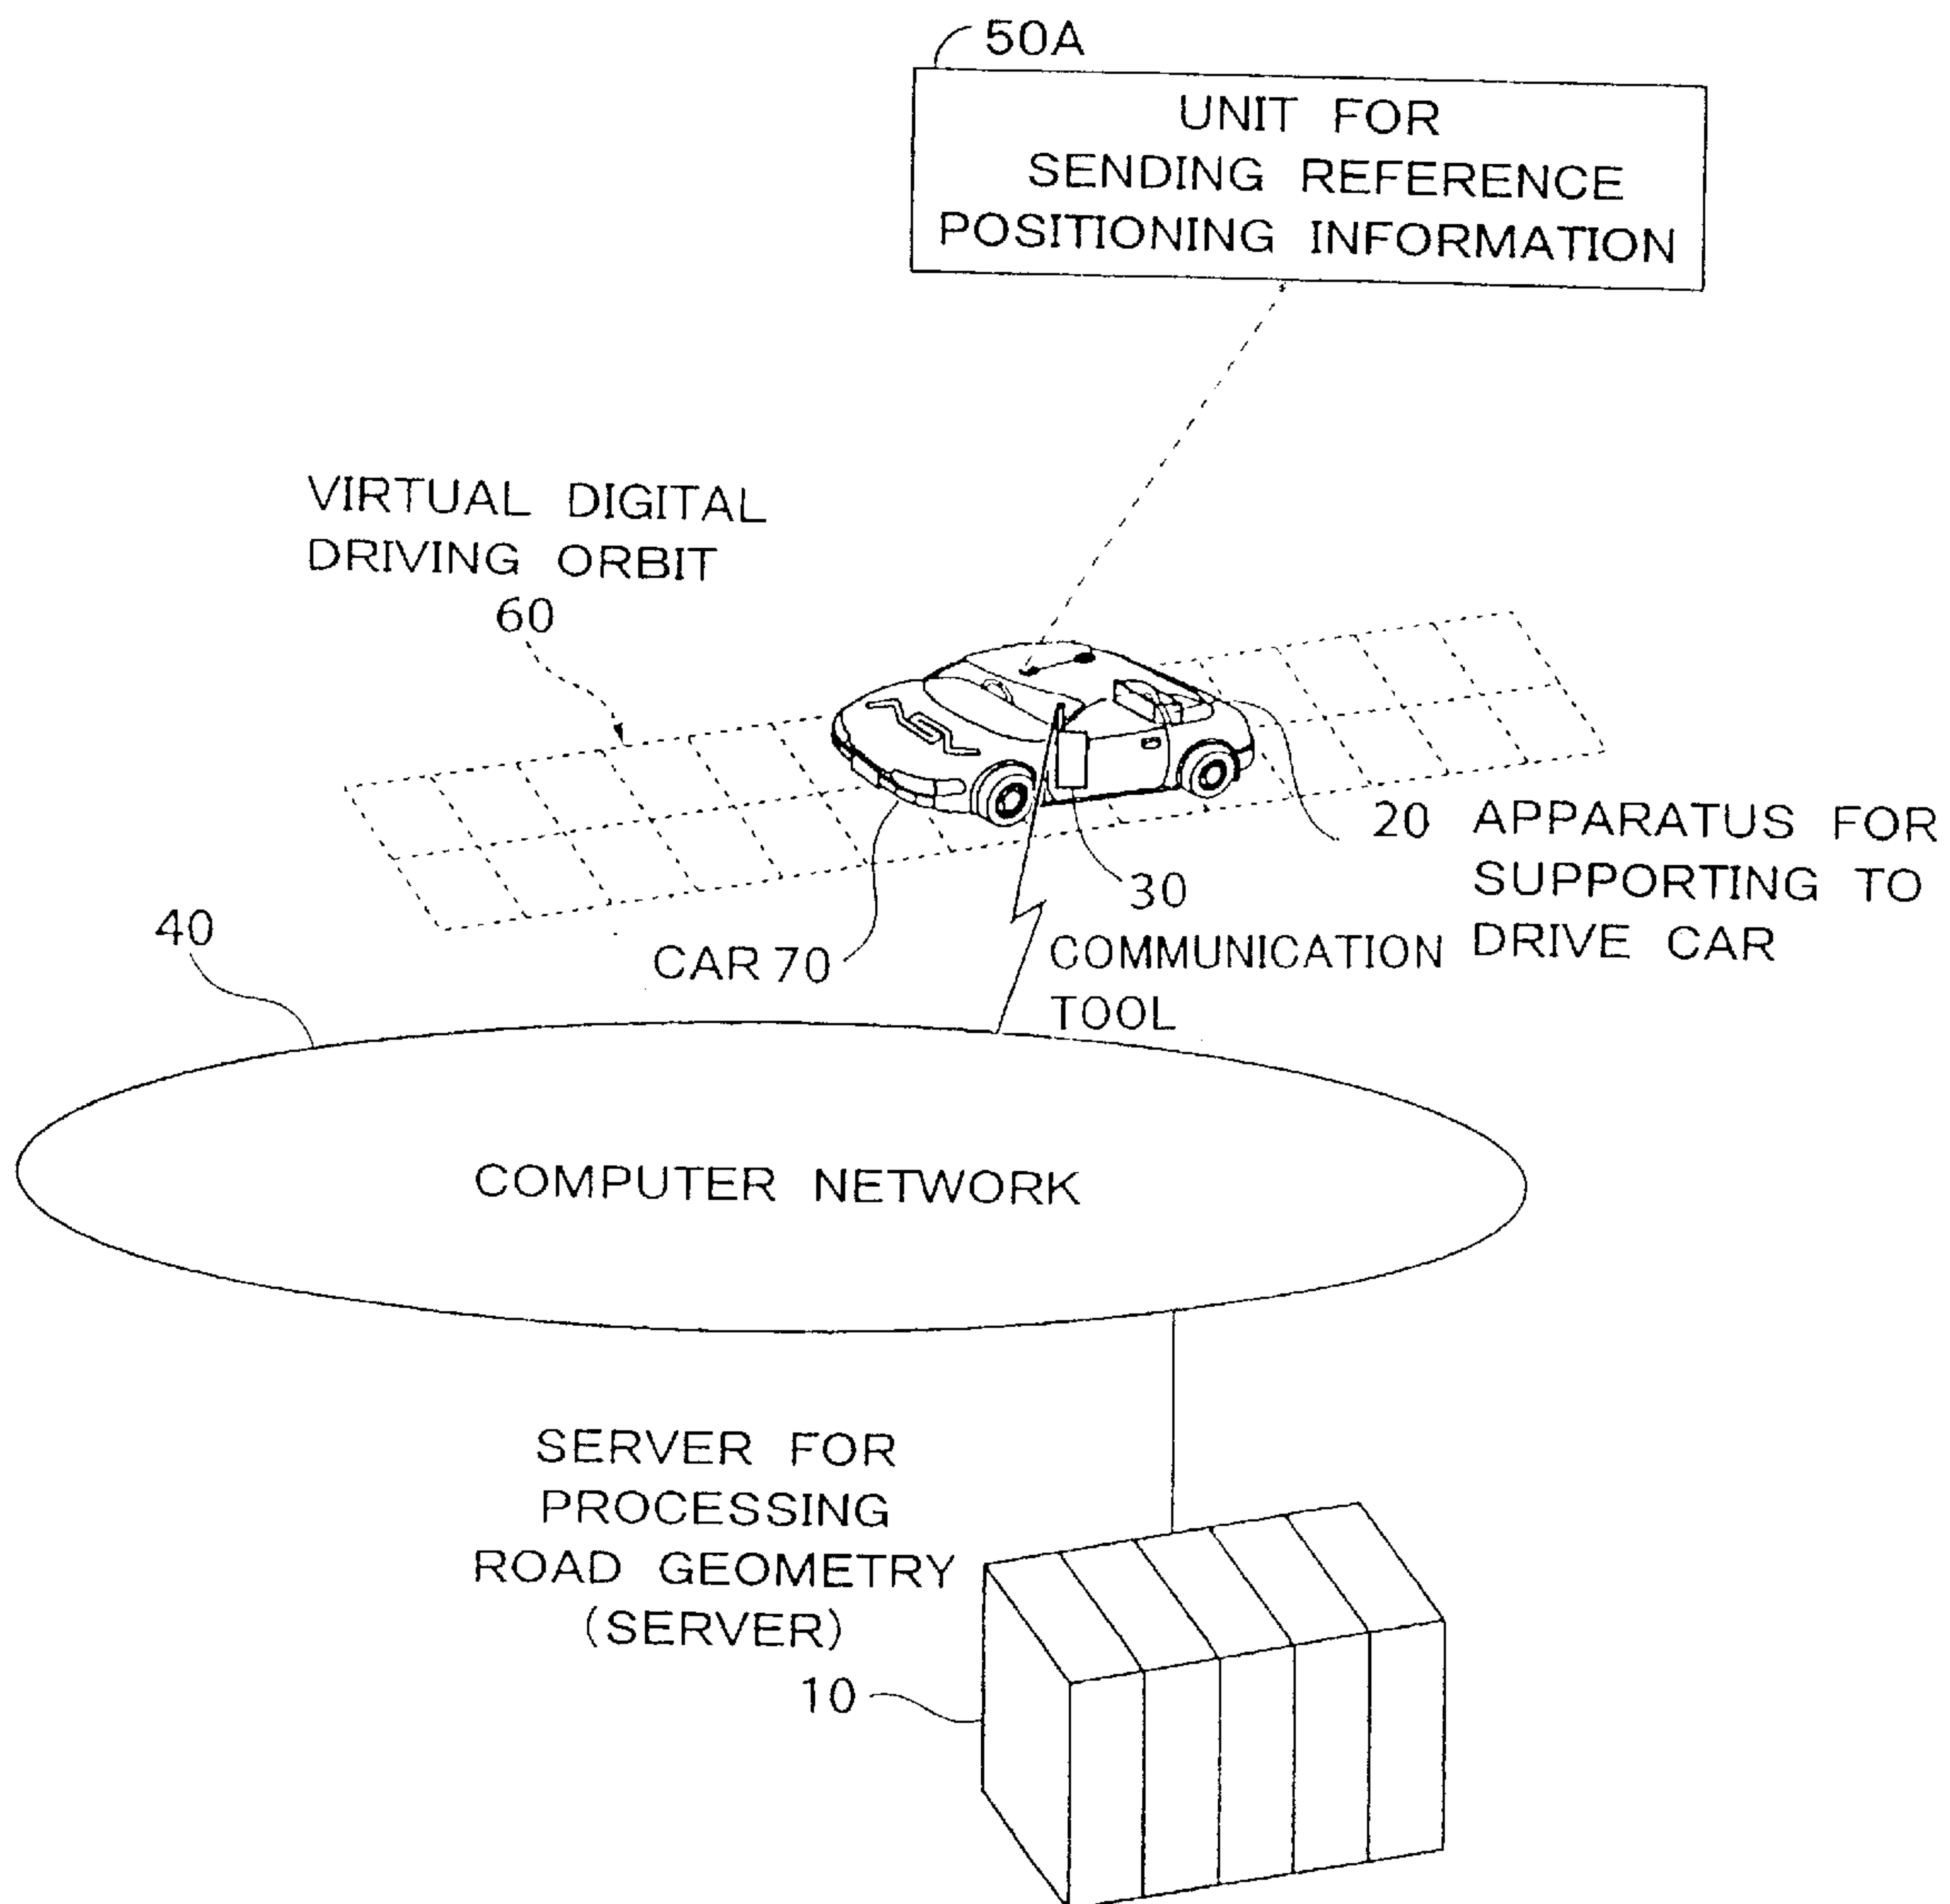 50A
UNIT FOR
SENDING REFERENCE
POSITIONING INFORMATION
VIRTUAL DIGITAL
DRIVING ORBIT
60
20 APPARATUS FOR
SUPPORTING TO
DRIVE CAR
30
COMMUNICATION
TOOL
CAR 70
40
COMPUTER NETWORK
SERVER FOR
PROCESSING
ROAD GEOMETRY
(SERVER)
10